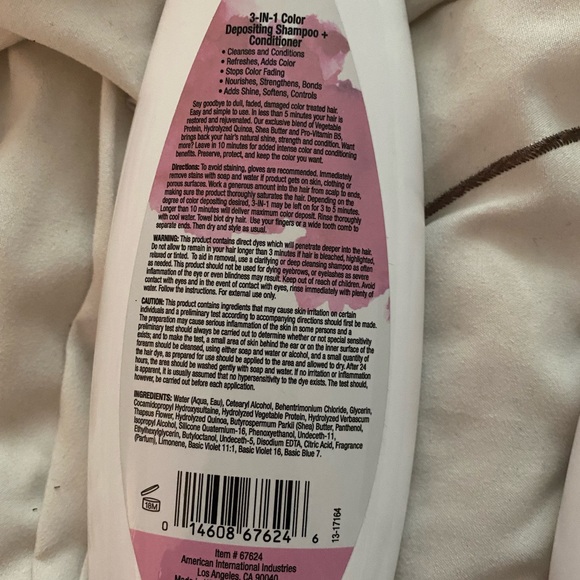 3-IN-1 Color
Depositing Shampoo +
Conditioner
• Cleanses and Conditions
• Refreshes, Adds Color
• Stops Color Fading
• Nourishes, Strengthens, Bonds
• Adds Shine, Softens, Controls
Say goodbye to dull, faded, damaged color treated hair.
Easy and simple to use. In less than 5 minutes your hair is
restored and rejuvenated. Our exclusive blend of Vegetable
Protein, Hydrolyzed Quinoa, Shea Butter and Pro-Vitamin B5,
brings back your hair's natural shine, strength and condition. Want
more? Leave in 10 minutes for added intense color and conditioning
benefits. Preserve, protect, and keep the color you want.
Directions: To avoid staining, gloves are recommended. Immediately
remove stains with soap and water if product gets on skin, clothing or
porous surfaces. Work a generous amount into the hair from scalp to ends,
making sure the product thoroughly saturates the hair. Depending on the
degree of color depositing desired, 3-IN-1 may be left on for 3 to 5 minutes.
Longer than 10 minutes will deliver maximum color deposit. Rinse thoroughly
with cool water. Towel blot dry hair. Use your fingers or a wide tooth comb to
separate ends. Then dry and style as usual.
WARNING: This product contains direct dyes which will penetrate deeper into the hair.
Do not allow to remain in your hair longer than 3 minutes if hair is bleached, highlighted,
relaxed or tinted. To aid in removal, use a clarifying or deep cleansing shampoo as often
as needed. This product should not be used for dying eyebrows, or eyelashes as severe
inflammation of the eye or even blindness may result. Keep out of reach of children. Avoid
contact with eyes and in the event of contact with eyes, rinse immediately with plenty of
water. Follow the instructions. For external use only.
CAUTION: This product contains ingredients that may cause skin irritation on certain
individuals and a preliminary test according to accompanying directions should first be made.
The preparation may cause serious inflammation of the skin in some persons and a
preliminary test should always be carried out to determine whether or not special sensitivity
exists; and to make the test, a small area of skin behind the ear or on the inner surface of the
forearm should be cleansed, using either soap and water or alcohol, and a small quantity of
the hair dye, as prepared for use should be applied to the area and allowed to dry. After 24
hours, the area should be washed gently with soap and water. If no irritation or inflammation
is apparent, it is usually assumed that no hypersensitivity to the dye exists. The test should,
however, be carried out before each application.
INGREDIENTS: Water (Aqua, Eau), Cetearyl Alcohol, Behentrimonium Chloride, Glycerin,
Cocamidopropyl Hydroxysultaine, Hydrolyzed Vegetable Protein, Hydrolyzed Verbascum
Thapsus Flower, Hydrolyzed Quinoa, Butyrospermum Parkii (Shea) Butter, Panthenol,
Isopropyl Alcohol, Silicone Quaternium-16, Phenoxyethanol, Undeceth-11,
Ethylhexylglycerin, Butyloctanol, Undeceth-5, Disodium EDTA, Citric Acid, Fragrance
(Parfum), Limonene, Basic Violet 11:1, Basic Violet 16, Basic Blue 7.
18M
0 14608 67624 6
13-17164
Item # 67624
American International Industries
Los Angeles, CA 90040